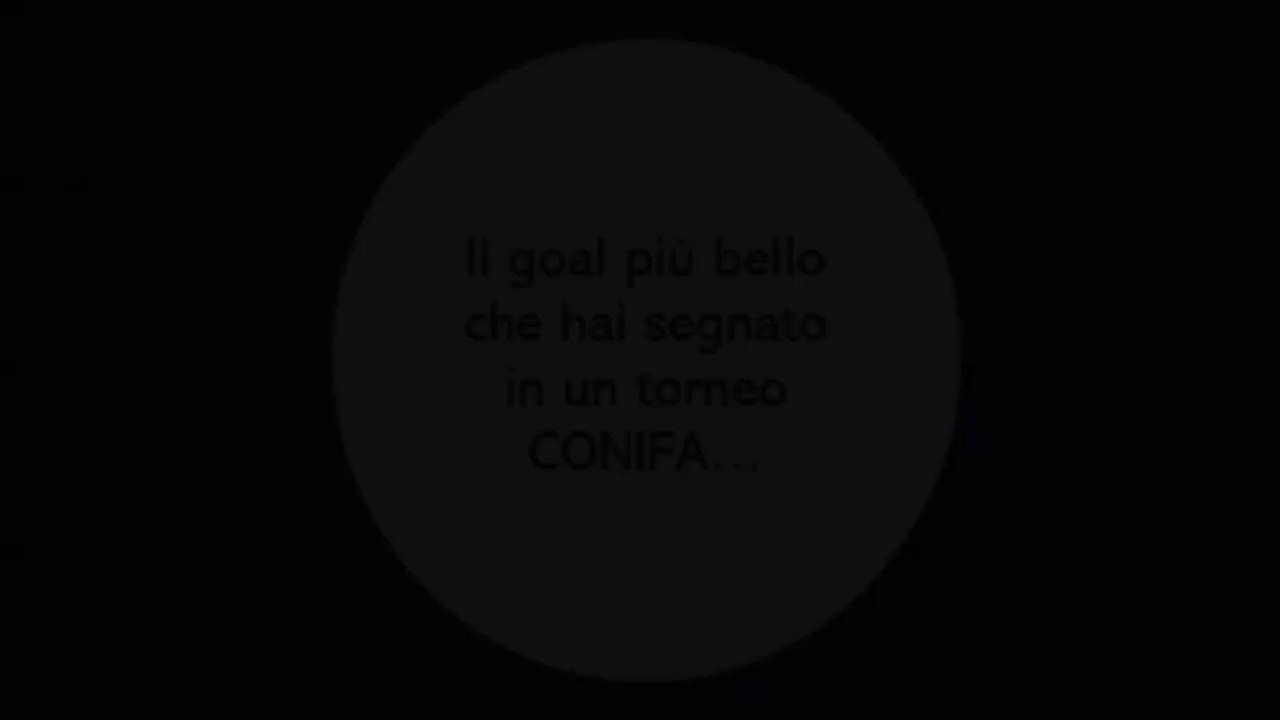 Il goal più bello
che hai segnato
in un torneo
CONIFA...